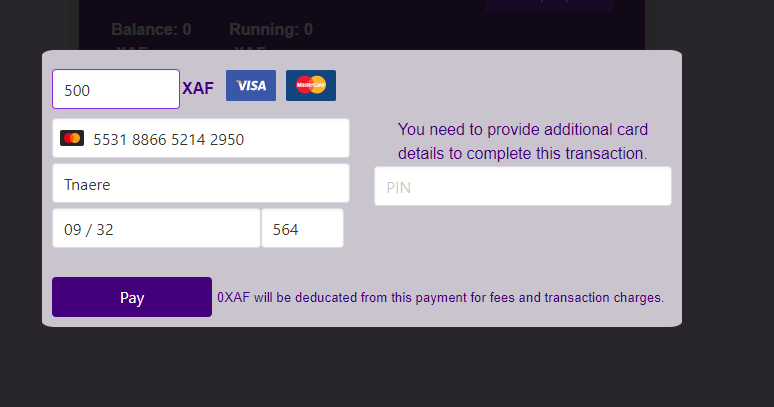 Balance: 0 Running: 0
500 XAF VISA MasterCard
5531 8866 5214 2950
Tnaere
09 / 32 564
You need to provide additional card
details to complete this transaction.
PIN
Pay 0XAF will be deducated from this payment for fees and transaction charges.